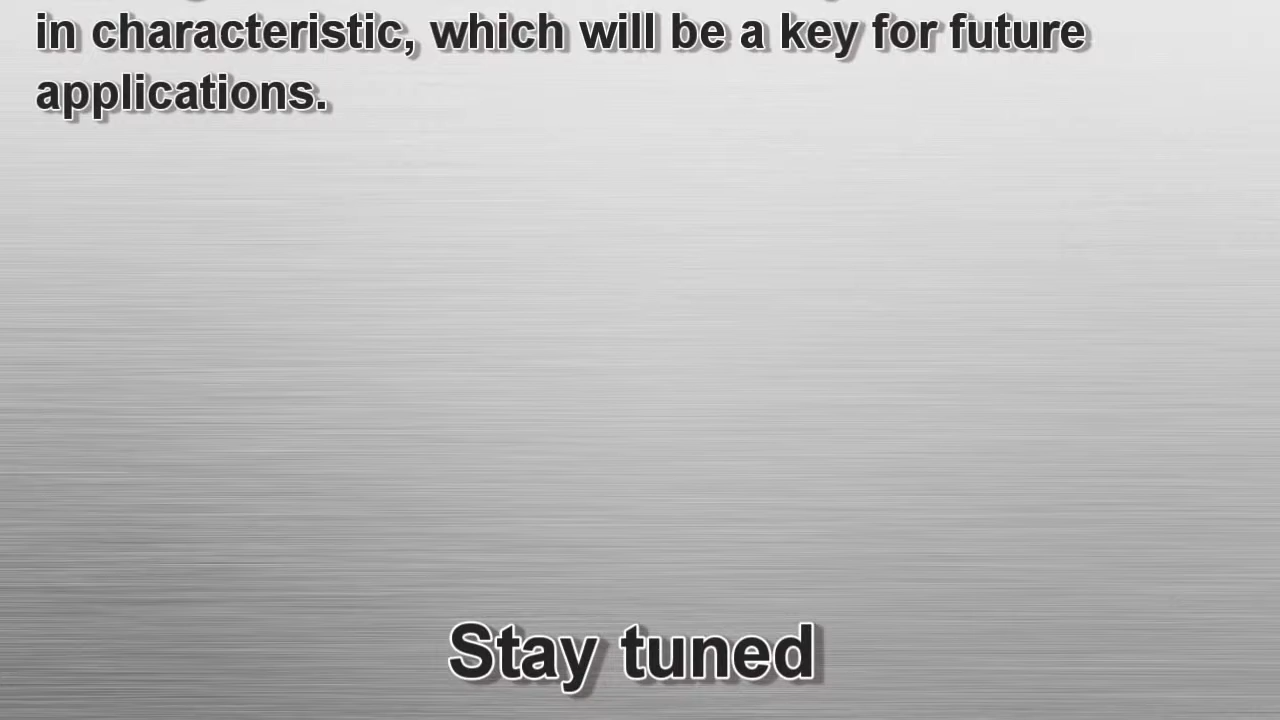 in characteristic, which will be a key for future
applications.
Stay tuned